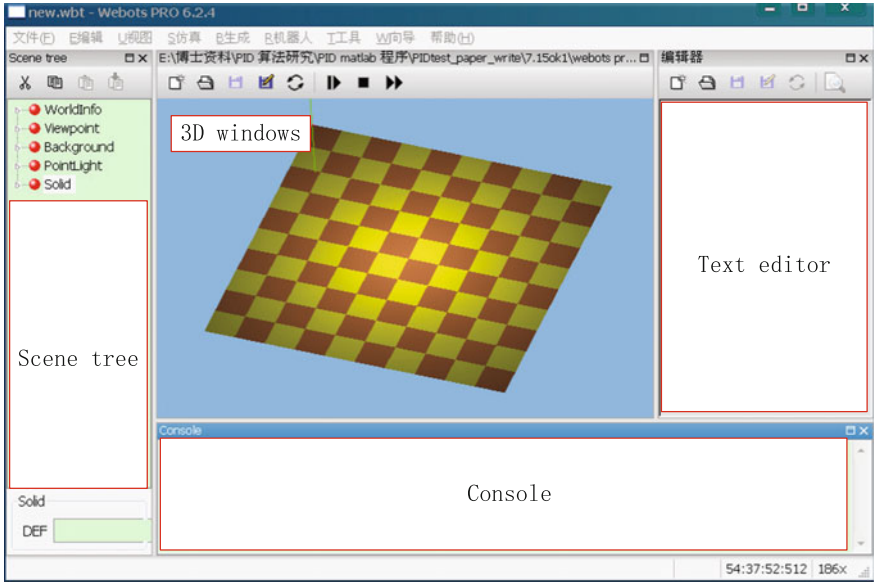 new.wbt - Webots PRO 6.2.4
文件(F) E编辑 U视图 S仿真 B生成 R机器人 T工具 W向导 帮助(H)
Scene tree
E:\博士资料\PID 算法研究\PID matlab 程序\PIDtest_paper_write\7.15ok1\webots pr...
编辑器
WorldInfo
Viewpoint
Background
PointLight
Solid
3D windows
Text editor
Scene tree
Console
Console
Solid
DEF
54:37:52:512 186x